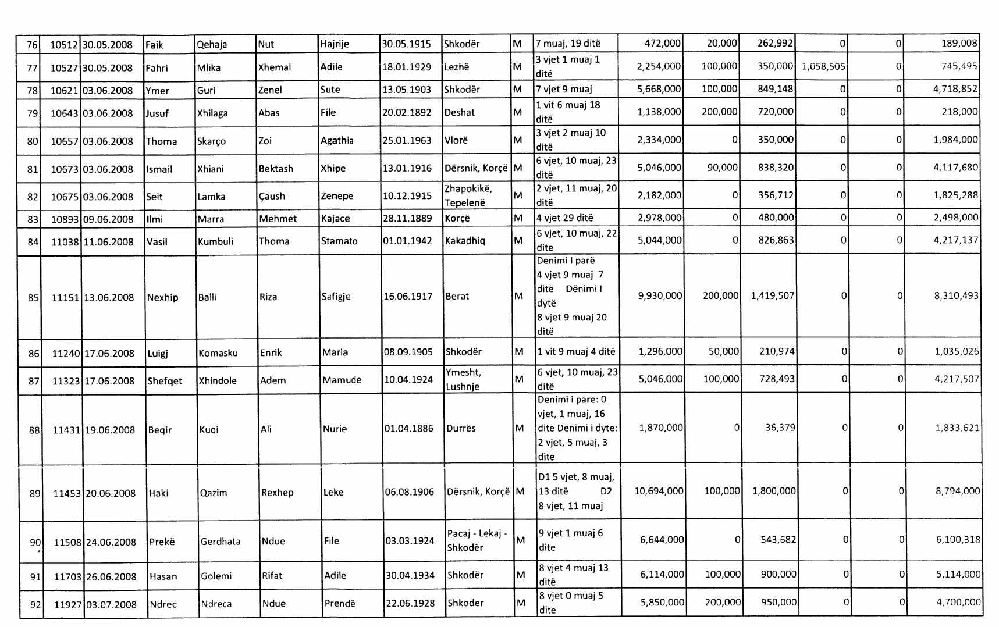 76 10512 30.05.2008 Faik Qehaja Nut Hajrije 30.05.1915 Shkodër M 7 muaj, 19 ditë 472,000 20,000 262,992 0 0 189,008
77 10527 30.05.2008 Fahri Mlika Xhemal Adile 18.01.1929 Lezhë M 3 vjet 1 muaj 1
ditë 2,254,000 100,000 350,000 1,058,505 0 745,495
78 10621 03.06.2008 Ymer Guri Zenel Sute 13.05.1903 Shkodër M 7 vjet 9 muaj 5,668,000 100,000 849,148 0 0 4,718,852
79 10643 03.06.2008 Jusuf Xhilaga Abas File 20.02.1892 Deshat M 1 vit 6 muaj 18
ditë 1,138,000 200,000 720,000 0 0 218,000
80 10657 03.06.2008 Thoma Skarço Zoi Agathia 25.01.1963 Vlorë M 3 vjet 2 muaj 10
ditë 2,334,000 0 350,000 0 0 1,984,000
81 10673 03.06.2008 Ismail Xhiani Bektash Xhipe 13.01.1916 Dërsnik, Korçë M 6 vjet, 10 muaj, 23
ditë 5,046,000 90,000 838,320 0 0 4,117,680
82 10675 03.06.2008 Seit Lamka Çaush Zenepe 10.12.1915 Zhapokikë,
Tepelenë M 2 vjet, 11 muaj, 20
ditë 2,182,000 0 356,712 0 0 1,825,288
83 10893 09.06.2008 Ilmi Marra Mehmet Kajace 28.11.1889 Korçë M 4 vjet 29 ditë 2,978,000 0 480,000 0 0 2,498,000
84 11038 11.06.2008 Vasil Kumbuli Thoma Stamato 01.01.1942 Kakadhiq M 6 vjet, 10 muaj, 22
dite 5,044,000 0 826,863 0 0 4,217,137
85 11151 13.06.2008 Nexhip Balli Riza Safigje 16.06.1917 Berat M Denimi I parë
4 vjet 9 muaj 7
ditë Dënimi I
dytë
8 vjet 9 muaj 20
ditë 9,930,000 200,000 1,419,507 0 0 8,310,493
86 11240 17.06.2008 Luigj Komasku Enrik Maria 08.09.1905 Shkodër M 1 vit 9 muaj 4 ditë 1,296,000 50,000 210,974 0 0 1,035,026
87 11323 17.06.2008 Shefqet Xhindole Adem Mamude 10.04.1924 Ymesht,
Lushnje M 6 vjet, 10 muaj, 23
ditë 5,046,000 100,000 728,493 0 0 4,217,507
88 11431 19.06.2008 Beqir Kuqi Ali Nurie 01.04.1886 Durrës M Denimi i pare: 0
vjet, 1 muaj, 16
dite Denimi i dyte:
2 vjet, 5 muaj, 3
dite 1,870,000 0 36,379 0 0 1,833,621
89 11453 20.06.2008 Haki Qazim Rexhep Leke 06.08.1906 Dërsnik, Korçë M D1 5 vjet, 8 muaj,
13 ditë D2
8 vjet, 11 muaj 10,694,000 100,000 1,800,000 0 0 8,794,000
90 11508 24.06.2008 Prekë Gerdhata Ndue File 03.03.1924 Pacaj - Lekaj -
Shkodër M 9 vjet 1 muaj 6
dite 6,644,000 0 543,682 0 0 6,100,318
91 11703 26.06.2008 Hasan Golemi Rifat Adile 30.04.1934 Shkodër M 8 vjet 4 muaj 13
ditë 6,114,000 100,000 900,000 0 0 5,114,000
92 11927 03.07.2008 Ndrec Ndreca Ndue Prendë 22.06.1928 Shkoder M 8 vjet 0 muaj 5
dite 5,850,000 200,000 950,000 0 0 4,700,000